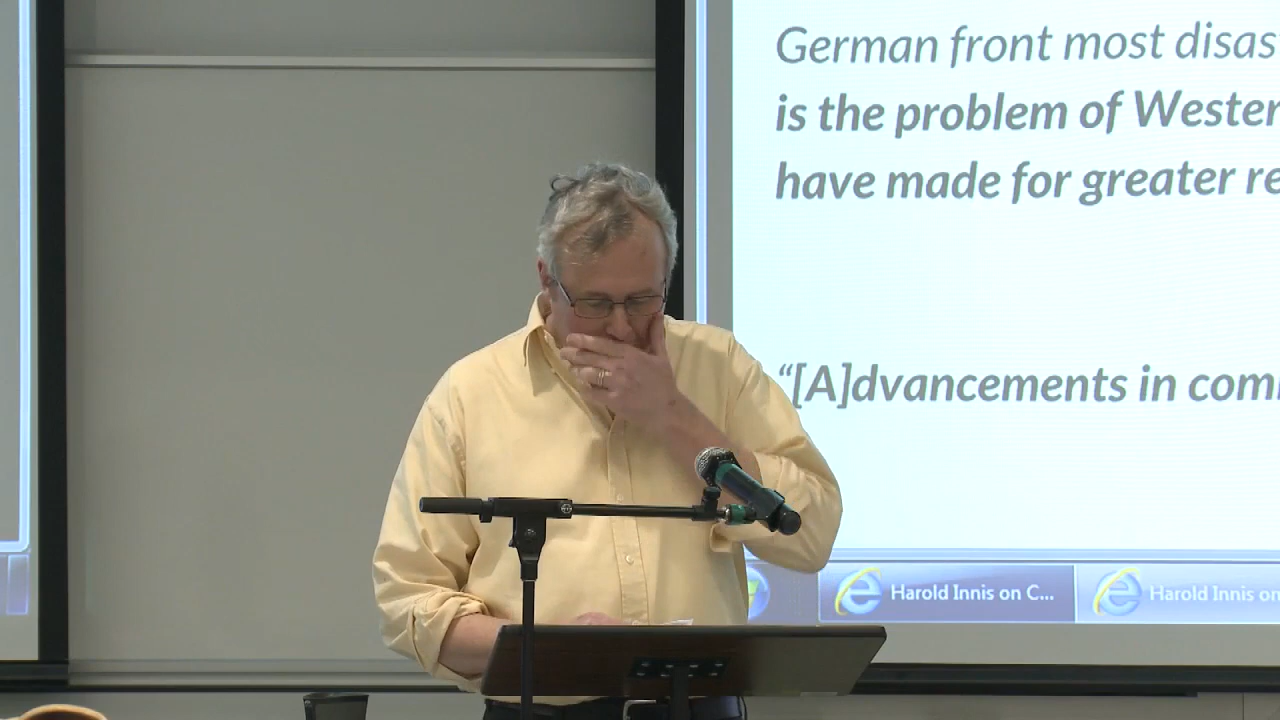 German front most disas
is the problem of Wester
have made for greater re
“[A]dvancements in com
Harold Innis on C...
Harold Innis on